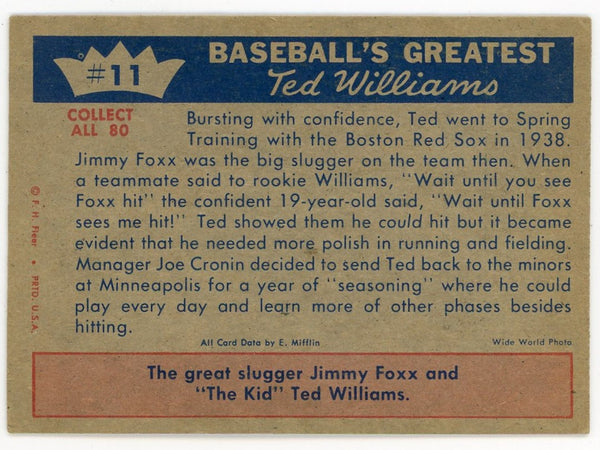 #11
BASEBALL'S GREATEST
Ted Williams
COLLECT
ALL 80
Bursting with confidence, Ted went to Spring
Training with the Boston Red Sox in 1938.
Jimmy Foxx was the big slugger on the team then. When
a teammate said to rookie Williams, "Wait until you see
Foxx hit" the confident 19-year-old said, "Wait until Foxx
sees me hit!" Ted showed them he could hit but it became
evident that he needed more polish in running and fielding.
Manager Joe Cronin decided to send Ted back to the minors
at Minneapolis for a year of "seasoning" where he could
play every day and learn more of other phases besides
hitting.
All Card Data by E. Mifflin
Wide World Photo
The great slugger Jimmy Foxx and
"The Kid" Ted Williams.
© F. H. Fleer • PRTD. U.S.A.